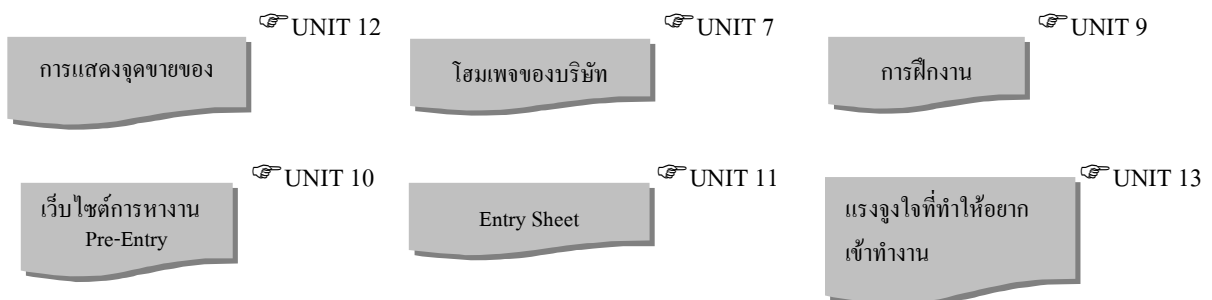 ☞UNIT 12
การแสดงจุดขายของ
☞UNIT 7
โฮมเพจของบริษัท
☞UNIT 9
การฝึกงาน
☞UNIT 10
เว็บไซต์การหางาน
Pre-Entry
☞UNIT 11
Entry Sheet
☞UNIT 13
แรงจูงใจที่ทำให้อยาก
เข้าทำงาน